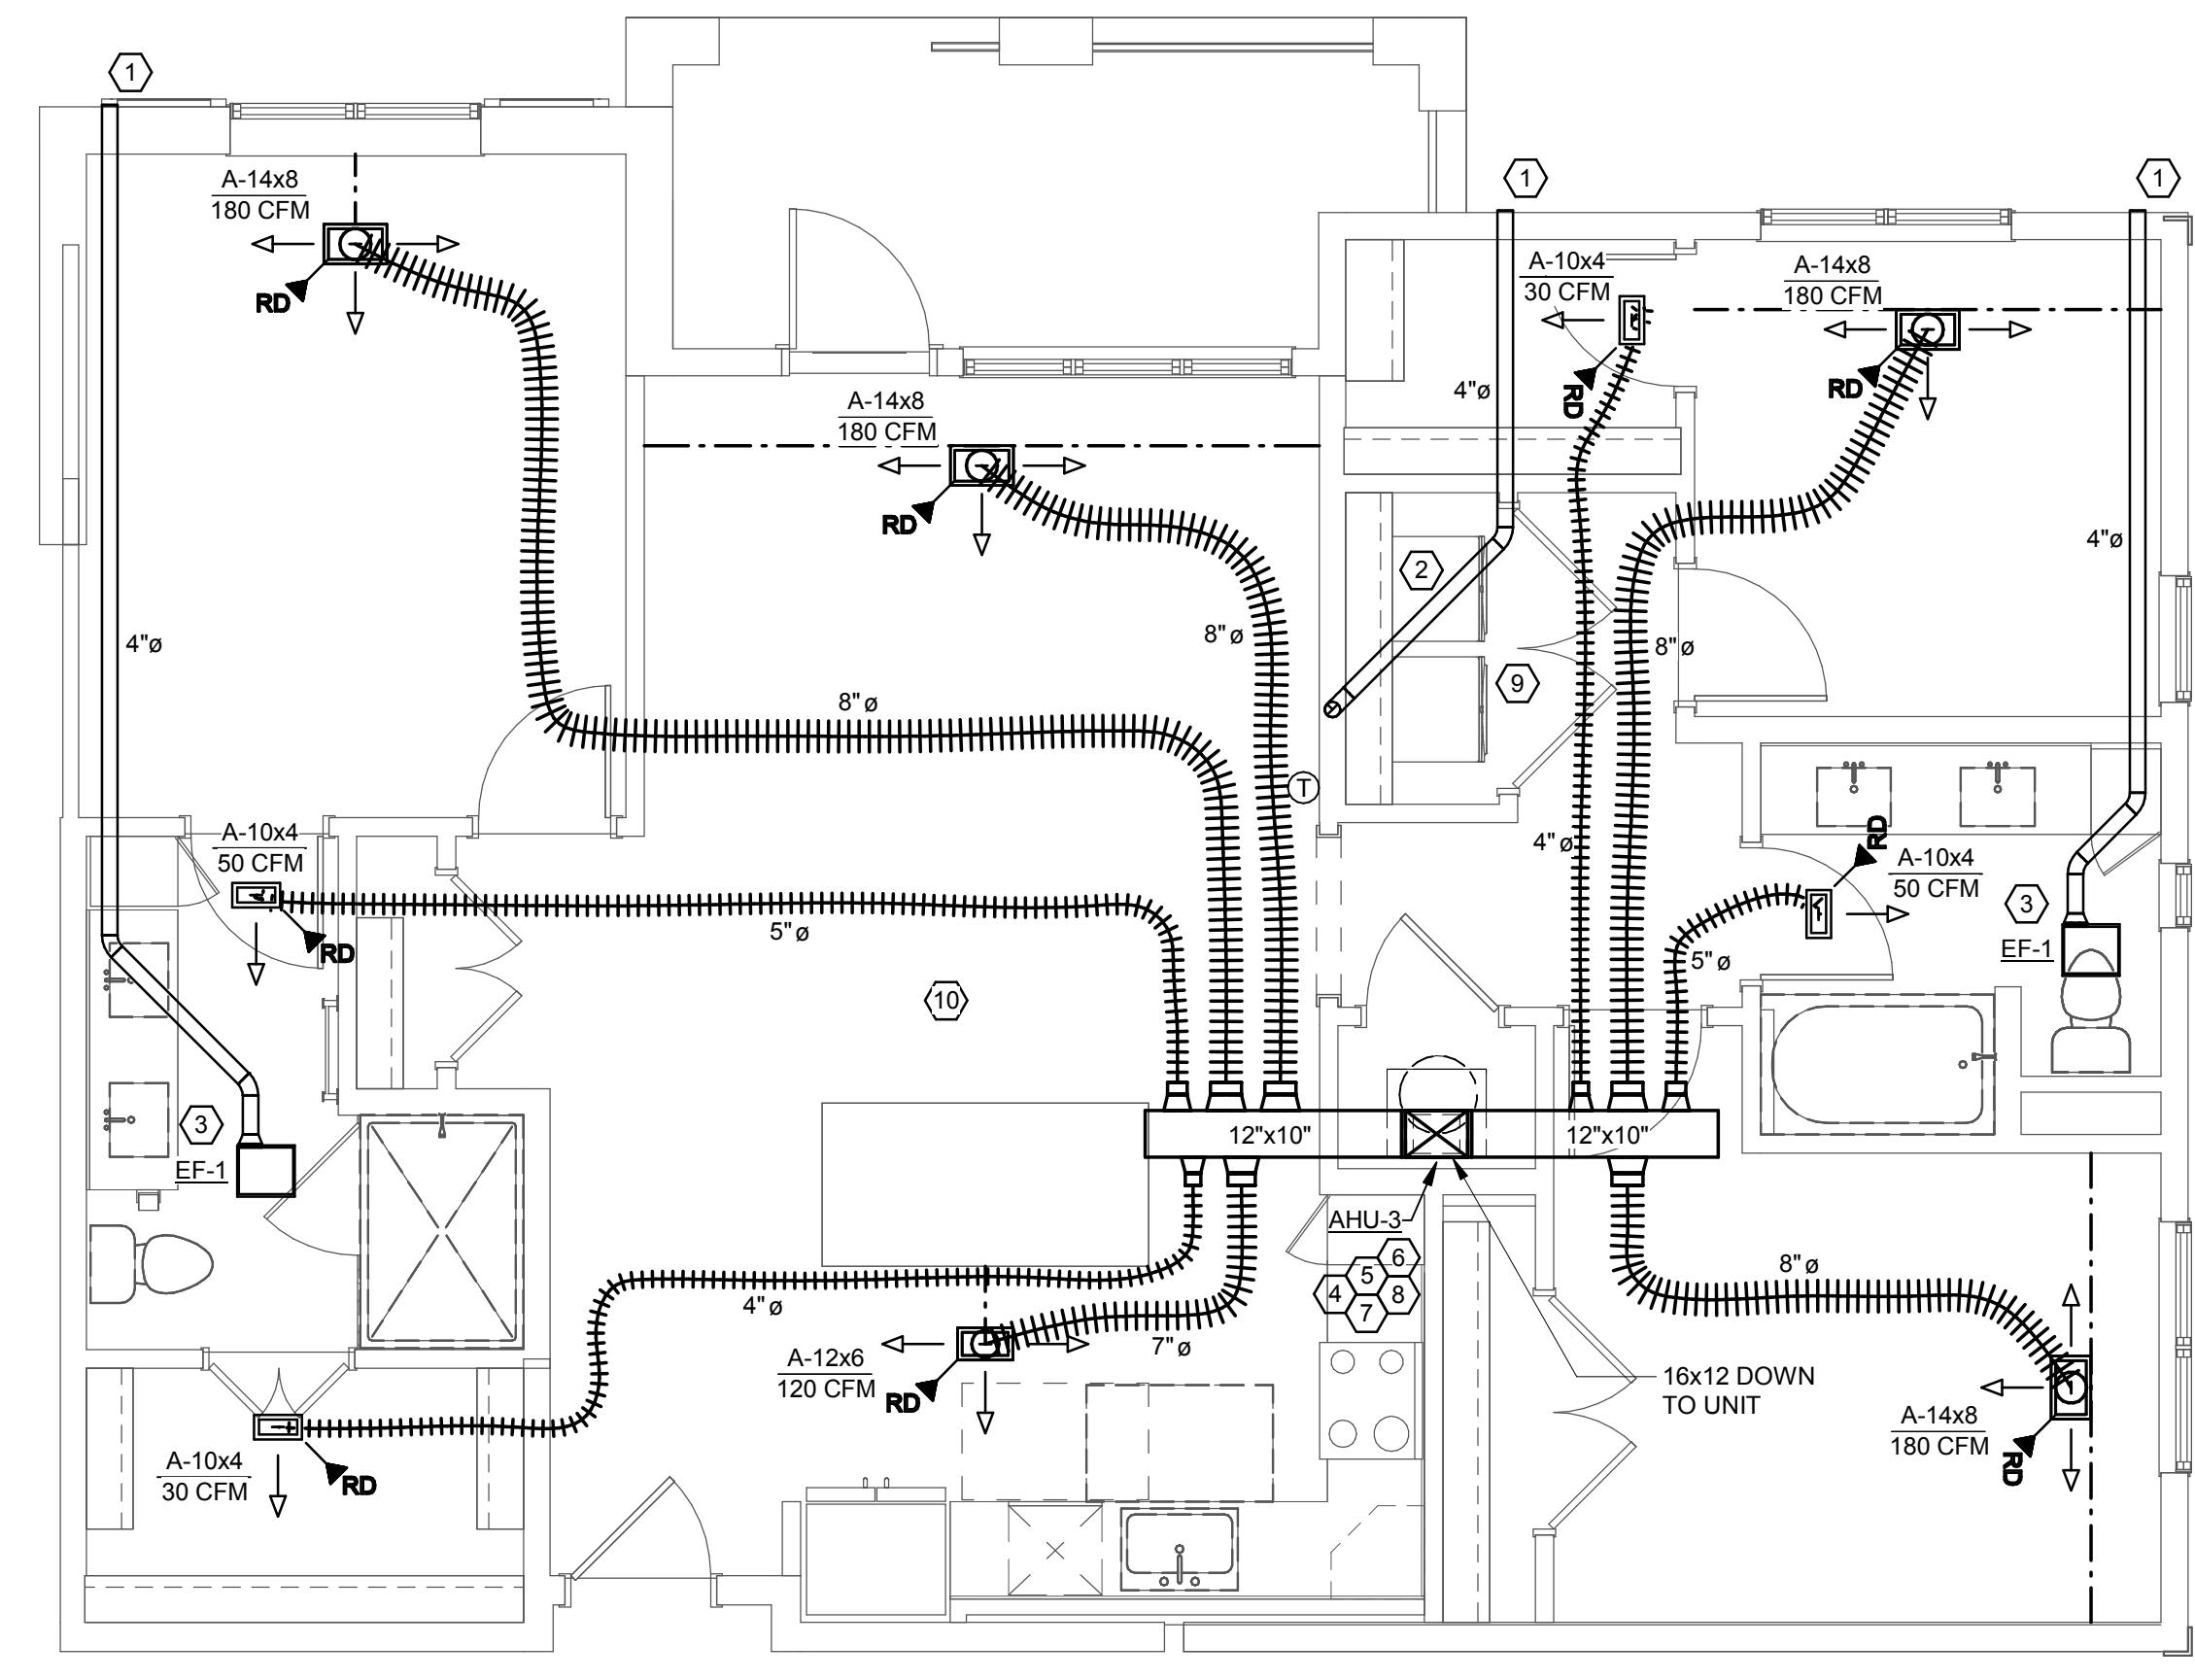 1
A-14x8
180 CFM
RD
1
1
A-10x4
30 CFM
RD
A-14x8
180 CFM
RD
A-14x8
180 CFM
RD
4"ø
4"ø
2
8"ø
8"ø
9
4"ø
8"ø
T
A-10x4
50 CFM
RD
5"ø
4"ø
RD
A-10x4
50 CFM
3
EF-1
5"ø
10
3
EF-1
12"x10"
12"x10"
AHU-3
4
5
6
7
8
4"ø
7"ø
8"ø
A-12x6
120 CFM
RD
16x12 DOWN
TO UNIT
A-14x8
180 CFM
RD
A-10x4
30 CFM
RD